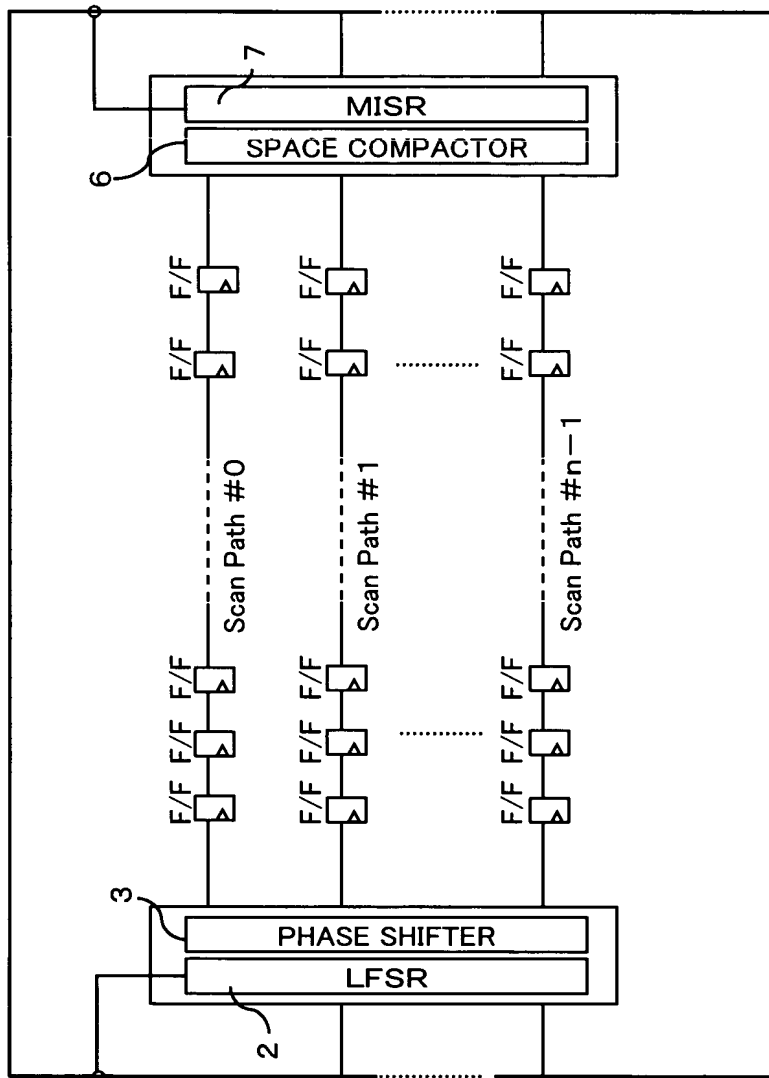 7
MISR
6
SPACE COMPACTOR
F/F
F/F
F/F
F/F
F/F
F/F
Scan Path #0
Scan Path #1
Scan Path #n-1
F/F
F/F
F/F
F/F
F/F
F/F
F/F
F/F
F/F
3
PHASE SHIFTER
LFSR
2